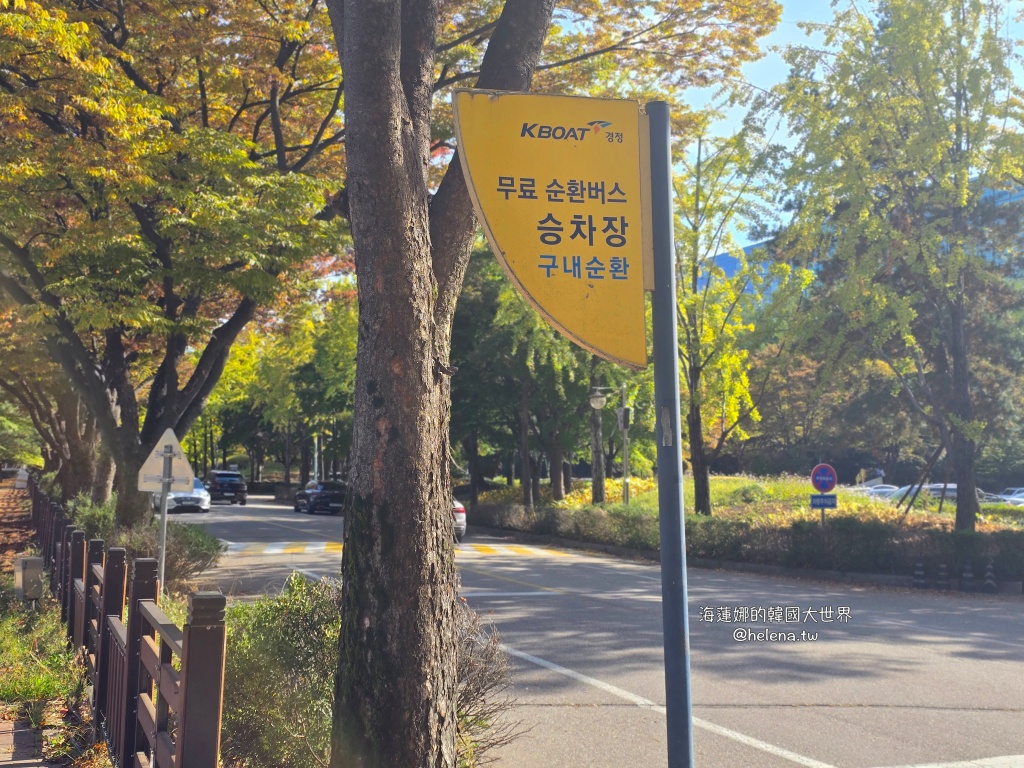 KBOAT 경정
무료 순환버스
승차장
구내순환
海蓮娜的韓國大世界
@helena.tw